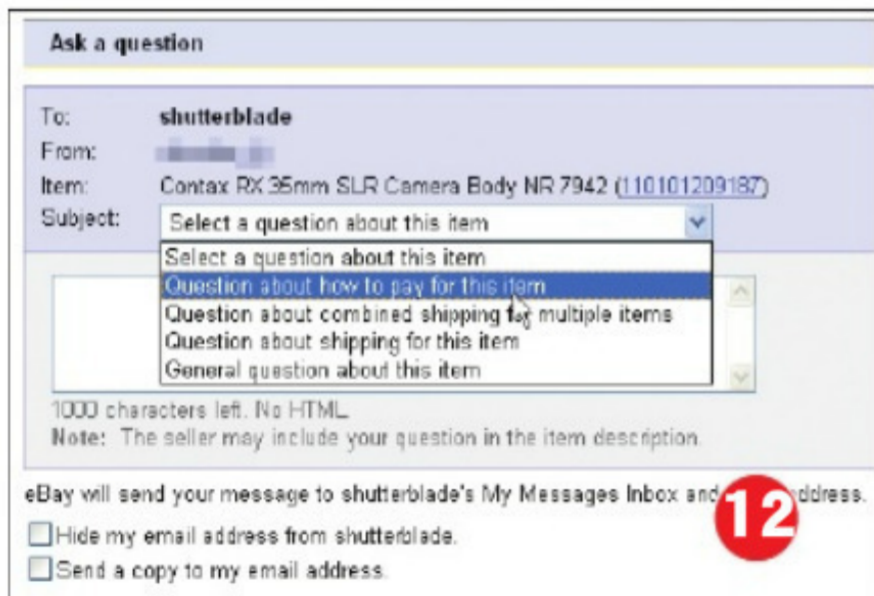 Ask a question
To: shutterblade
From:
Item: Contax RX 35mm SLR Camera Body NR 7942 (110101209187)
Subject: Select a question about this item
Select a question about this item
Question about how to pay for this item
Question about combined shipping for multiple items
Question about shipping for this item
General question about this item
1000 characters left. No HTML.
Note: The seller may include your question in the item description.
eBay will send your message to shutterblade's My Messages Inbox and address.
12
Hide my email address from shutterblade.
Send a copy to my email address.